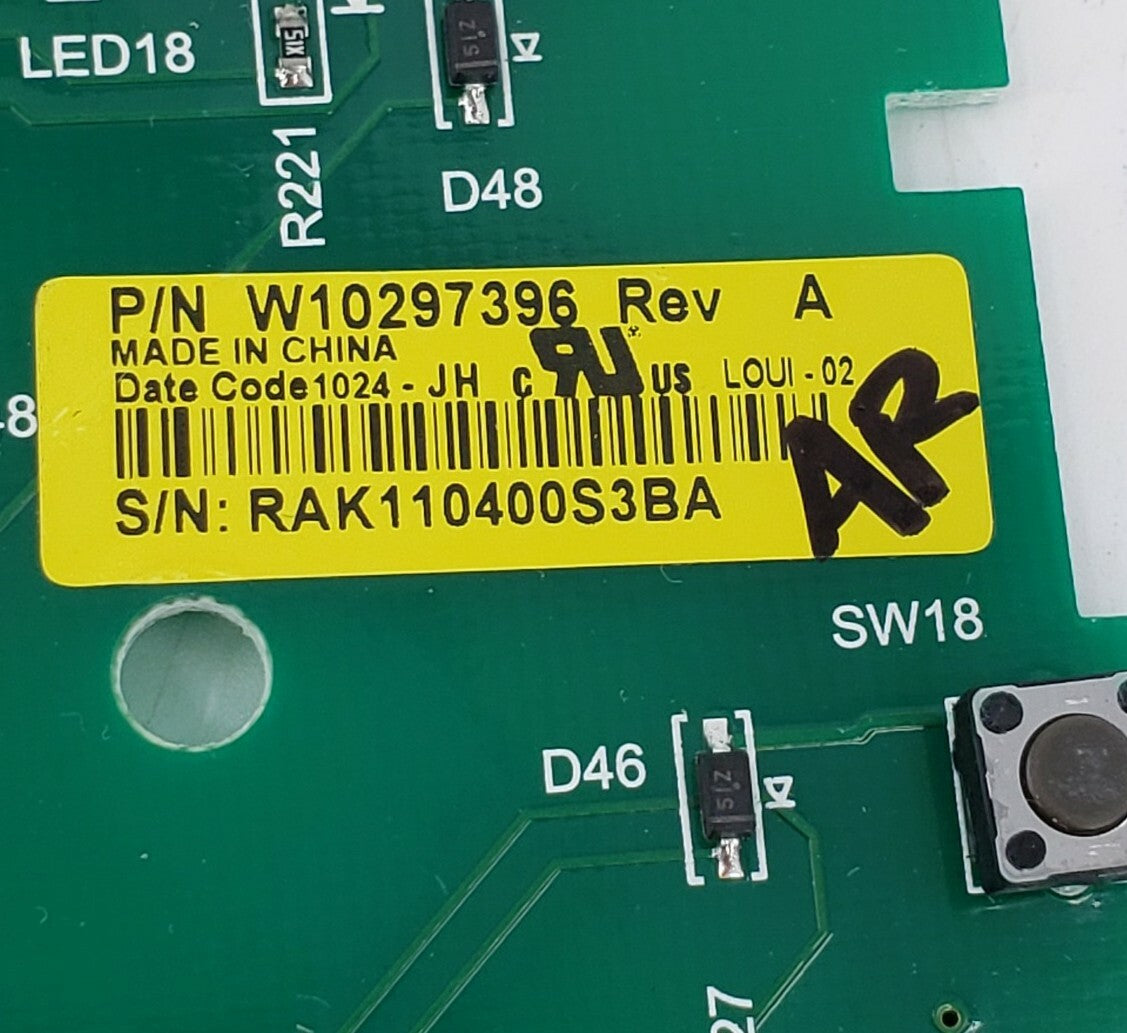 LED18
R221
D48
P/N W10297396 Rev A
MADE IN CHINA
Date Code 1024 - JH C RU US LOUI - 02
AR
S/N: RAK110400S3BA
SW18
D46